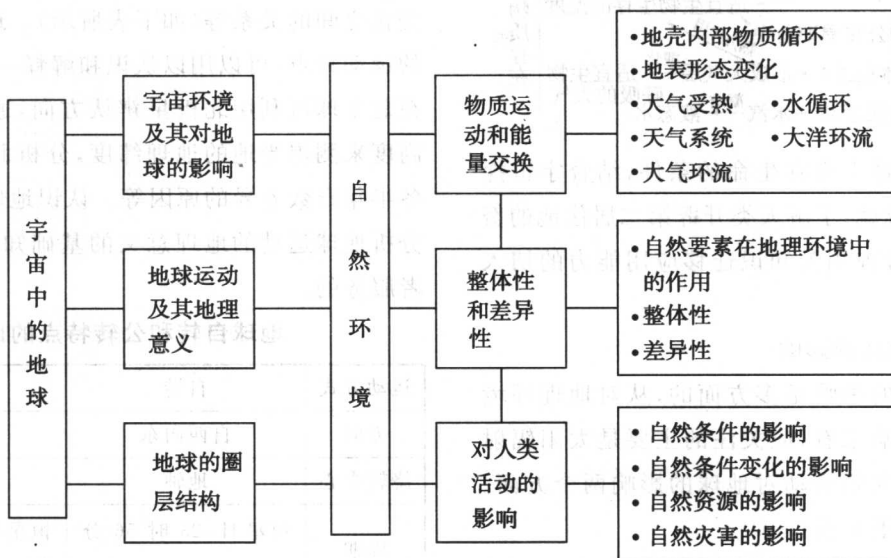 宇宙中的地球
宇宙环境
及其对地
球的影响
地球运动
及其地理
意义
地球的圈
层结构
自然环境
物质运
动和能
量交换
整体性
和差异
性
对人类
活动的
影响
•地壳内部物质循环
•地表形态变化
•大气受热 •水循环
•天气系统 •大洋环流
•大气环流
•自然要素在地理环境中
的作用
•整体性
•差异性
• 自然条件的影响
• 自然条件变化的影响
• 自然资源的影响
• 自然灾害的影响